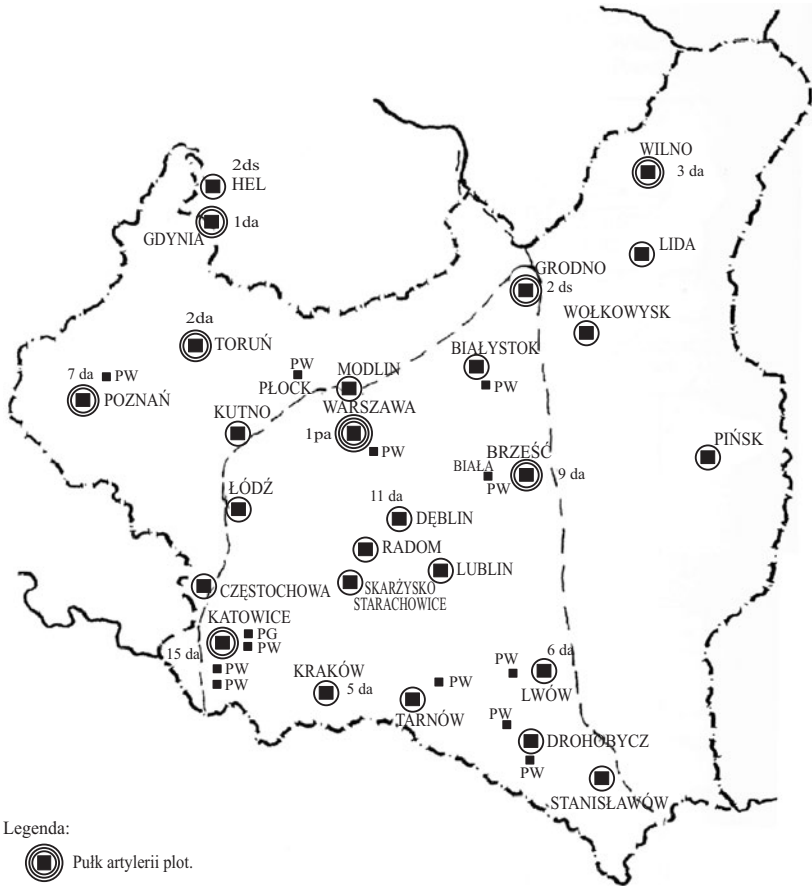 WILNO
3 da
2ds
HEL
1da
GDYNIA
LIDA
GRODNO
2 ds
WOŁKOWYSK
2da
TORUŃ
BIAŁYSTOK
PW
7 da
PW
POZNAŃ
PW
PŁOCK
MODLIN
KUTNO
WARSZAWA
1pa
PW
PIŃSK
BRZEŚĆ
BIAŁA
9 da
PW
ŁÓDŹ
11 da
DĘBLIN
RADOM
LUBLIN
CZĘSTOCHOWA
SKARŻYSKO
STARACHOWICE
KATOWICE
PG
PW
15 da
PW
PW
KRAKÓW
5 da
PW
TARNÓW
6 da
PW
LWÓW
PW
DROHOBYCZ
PW
STANISŁAWÓW
Legenda:
Pułk artylerii plot.